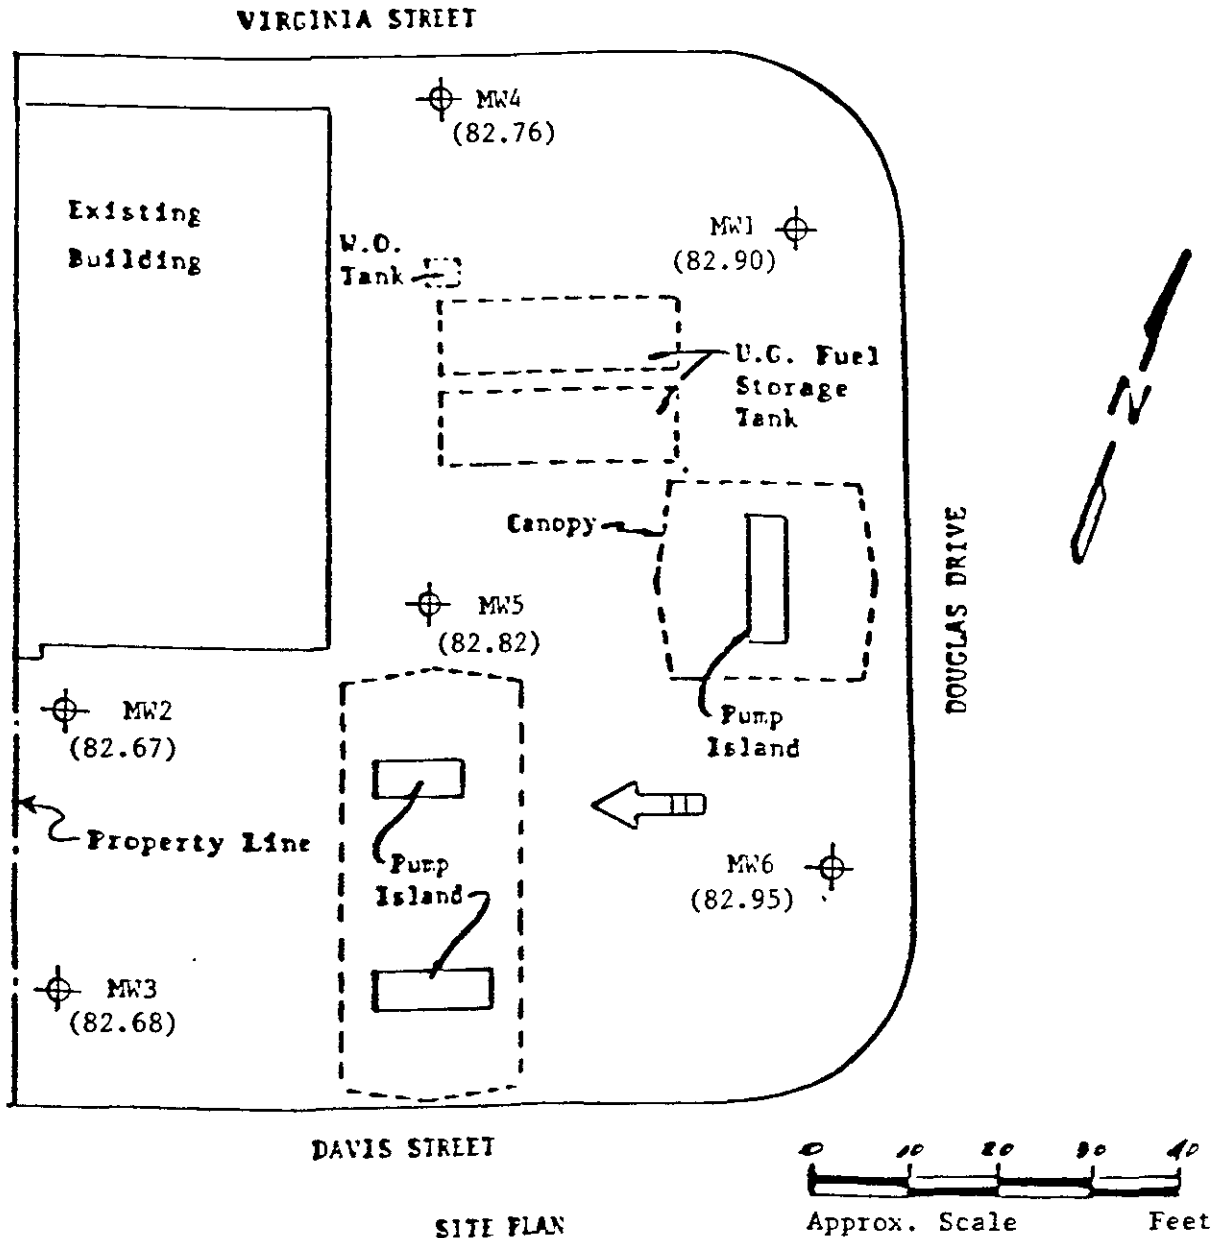 VIRGINIA STREET
MW4
(82.76)
Existing
Building
W.O.
Tank
MW1
(82.90)
U.G. Fuel
Storage
Tank
N
Canopy
DOUGLAS DRIVE
MW5
(82.82)
MW2
(82.67)
Pump
Island
Property Line
Pump
Island
MW6
(82.95)
MW3
(82.68)
DAVIS STREET
0 10 20 30 40
Approx. Scale Feet
SITE PLAN